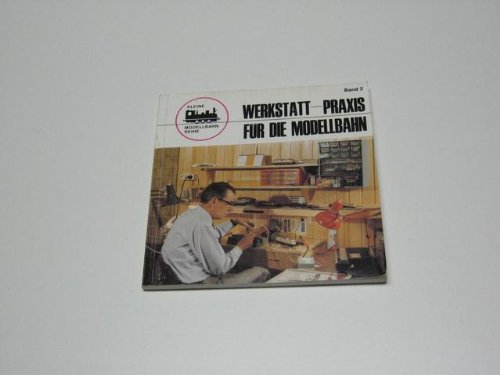 Band 3
KLEINE
MODELLBAHN
REIHE
WERKSTATT-PRAXIS
FÜR DIE MODELLBAHN